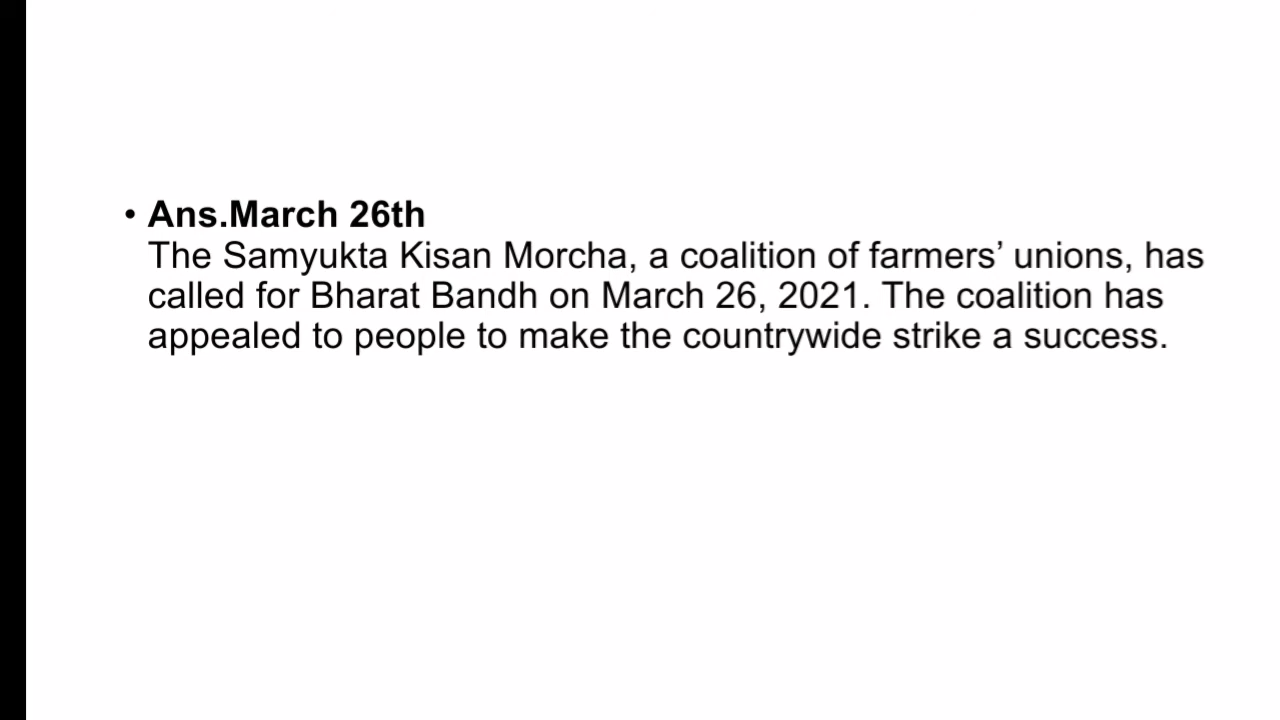 • Ans.March 26th
The Samyukta Kisan Morcha, a coalition of farmers’ unions, has
called for Bharat Bandh on March 26, 2021. The coalition has
appealed to people to make the countrywide strike a success.